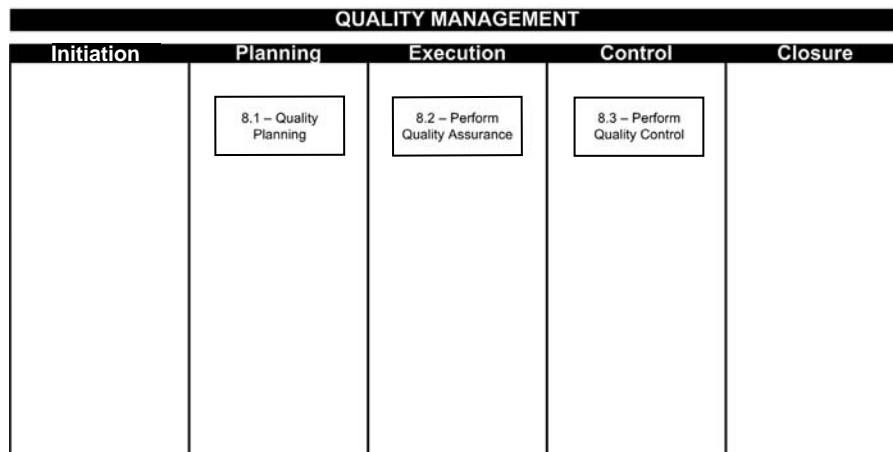 QUALITY MANAGEMENT
Initiation Planning Execution Control Closure
8.1 – Quality
Planning
8.2 – Perform
Quality Assurance
8.3 – Perform
Quality Control